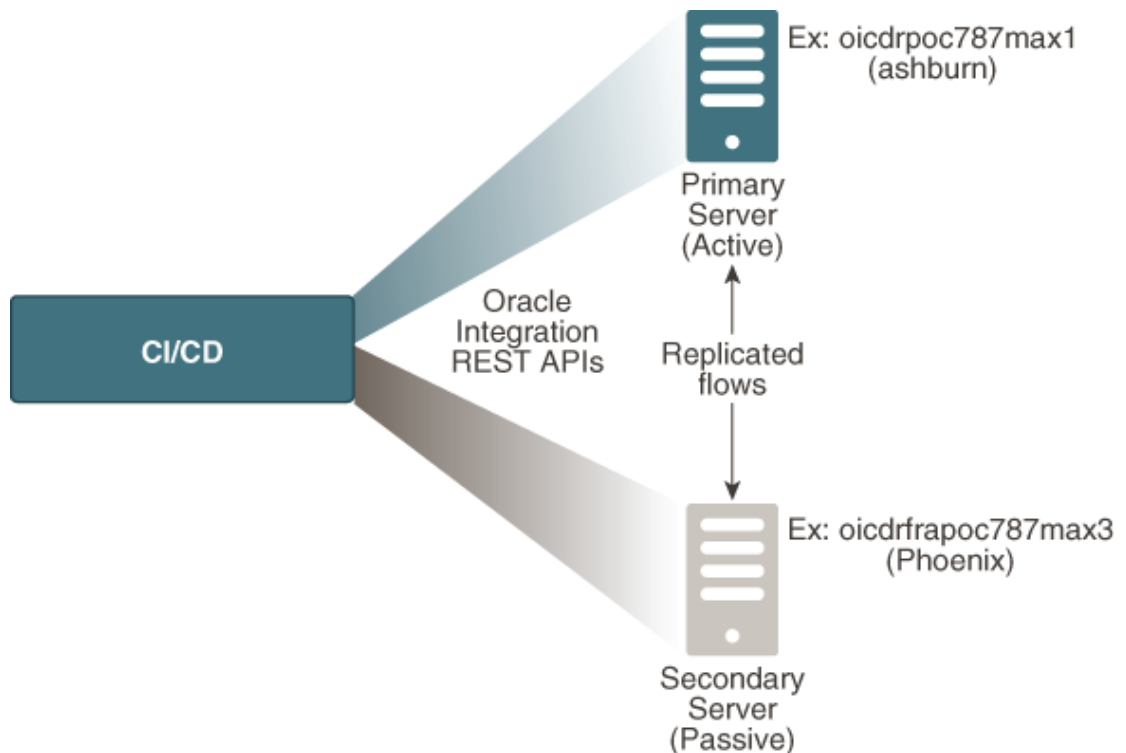 Ex: oicdrpoc787max1
(ashburn)
Primary
Server
(Active)
Oracle
Integration
REST APIs
CI/CD
Replicated
flows
Ex: oicdrfrapoc787max3
(Phoenix)
Secondary
Server
(Passive)